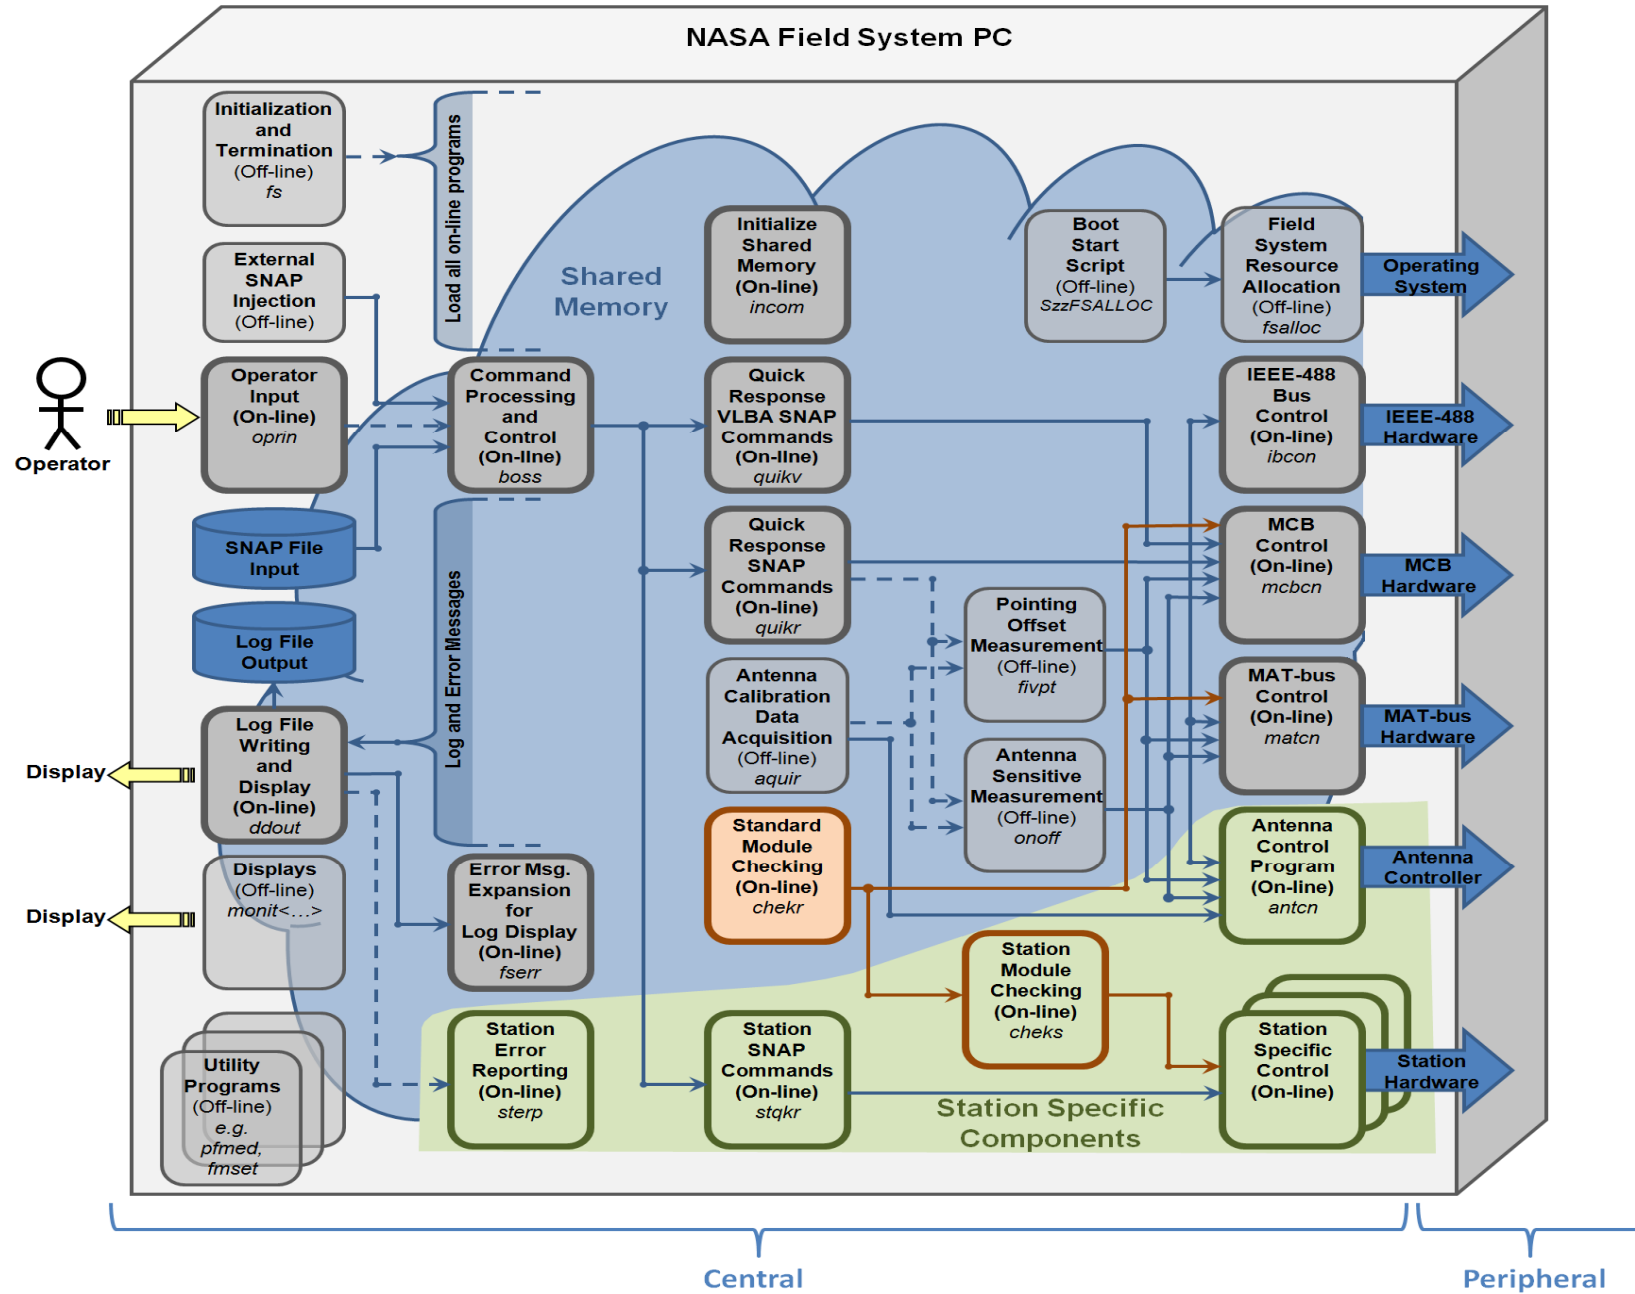 NASA Field System PC
Initialization
and
Termination
(Off-line)
fs
Load all on-line programs
External
SNAP
Injection
(Off-line)
Shared
Memory
Initialize
Shared
Memory
(On-line)
incom
Boot
Start
Script
(Off-line)
SzzFSALLOC
Field
System
Resource
Allocation
(Off-line)
fsalloc
Operating
System
Operator
Operator
Input
(On-line)
oprin
Command
Processing
and
Control
(On-line)
boss
Quick
Response
VLBA SNAP
Commands
(On-line)
quikv
IEEE-488
Bus
Control
(On-line)
ibcon
IEEE-488
Hardware
SNAP File
Input
Log File
Output
Log and Error Messages
Quick
Response
SNAP
Commands
(On-line)
quikr
MCB
Control
(On-line)
mcbcn
MCB
Hardware
Pointing
Offset
Measurement
(Off-line)
fivpt
Log File
Writing
and
Display
(On-line)
ddout
Display
Antenna
Calibration
Data
Acquisition
(Off-line)
aquir
Antenna
Sensitive
Measurement
(Off-line)
onoff
MAT-bus
Control
(On-line)
matcn
MAT-bus
Hardware
Displays
(Off-line)
monit<...>
Display
Error Msg.
Expansion
for
Log Display
(On-line)
fserr
Standard
Module
Checking
(On-line)
chekr
Antenna
Control
Program
(On-line)
antcn
Antenna
Controller
Station
Module
Checking
(On-line)
cheks
Utility
Programs
(Off-line)
e.g.
pfmed,
fmset
Station
Error
Reporting
(On-line)
sterp
Station
SNAP
Commands
(On-line)
stqkr
Station Specific
Components
Station
Specific
Control
(On-line)
Station
Hardware
Central
Peripheral